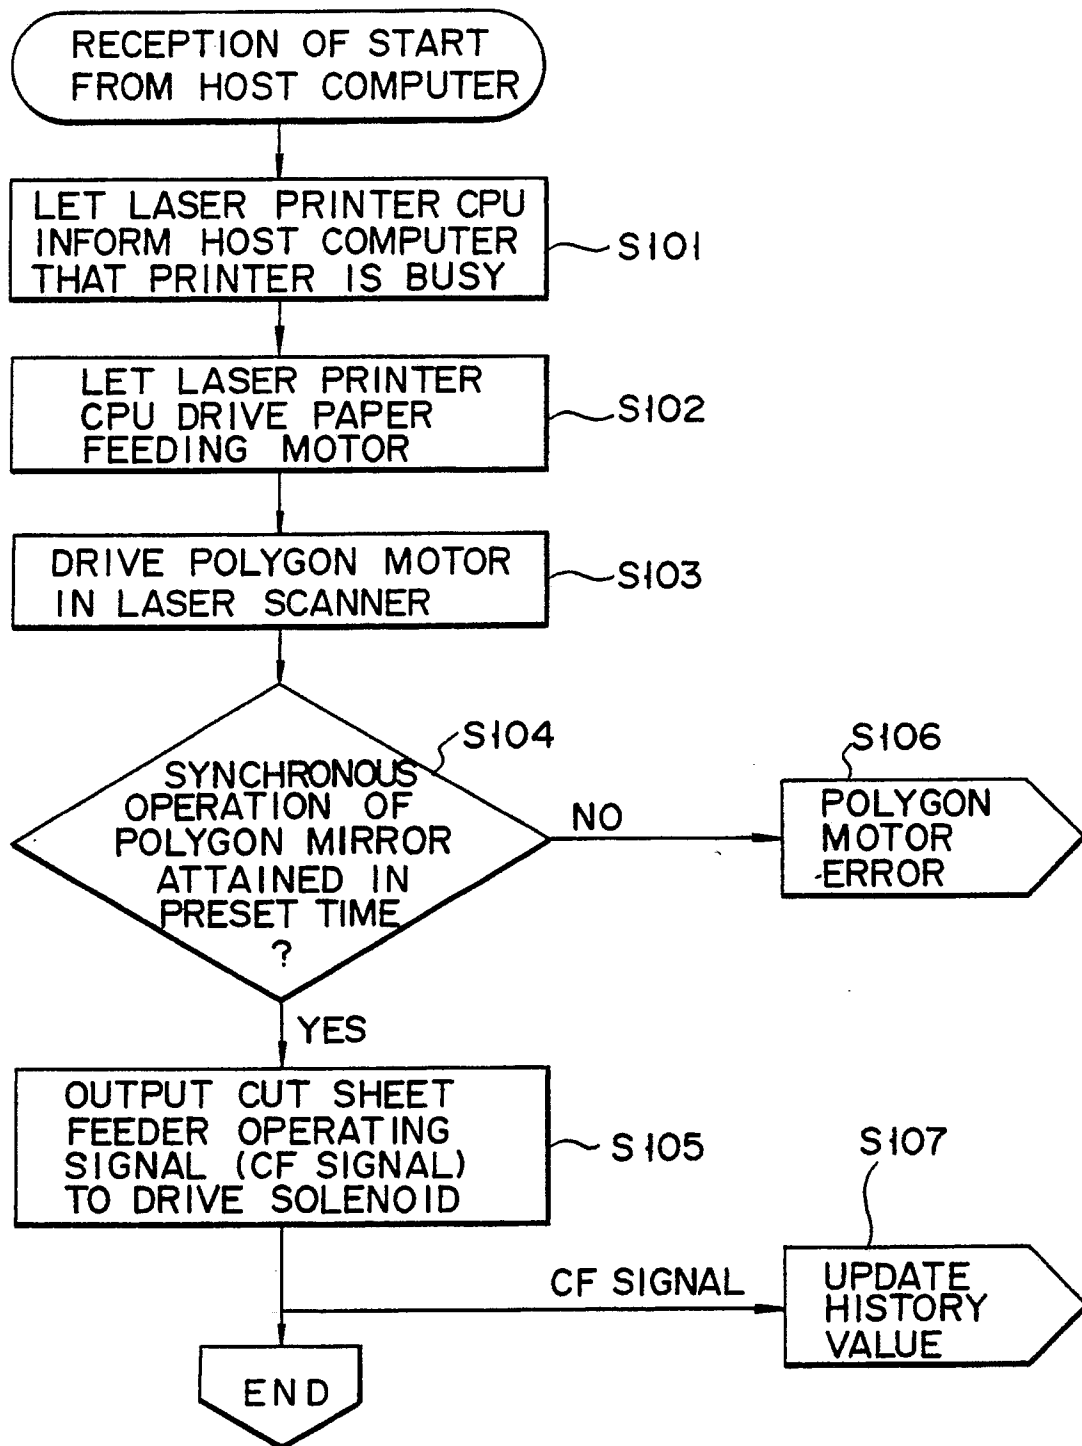 RECEPTION OF START
FROM HOST COMPUTER
LET LASER PRINTER CPU
INFORM HOST COMPUTER
THAT PRINTER IS BUSY
S101
LET LASER PRINTER
CPU DRIVE PAPER
FEEDING MOTOR
S102
DRIVE POLYGON MOTOR
IN LASER SCANNER
S103
S104
SYNCHRONOUS
OPERATION OF
POLYGON MIRROR
ATTAINED IN
PRESET TIME
?
NO
S106
POLYGON
MOTOR
ERROR
YES
OUTPUT CUT SHEET
FEEDER OPERATING
SIGNAL (CF SIGNAL)
TO DRIVE SOLENOID
S105
S107
CF SIGNAL
UPDATE
HISTORY
VALUE
END